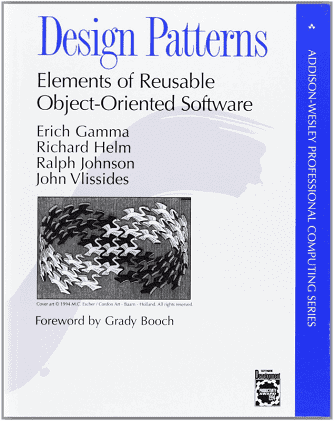 Design Patterns
Elements of Reusable
Object-Oriented Software
Erich Gamma
Richard Helm
Ralph Johnson
John Vlissides
Cover art © 1994 M.C. Escher / Cordon Art - Baarn - Holland. All rights reserved.
Foreword by Grady Booch
ADDISON-WESLEY PROFESSIONAL COMPUTING SERIES